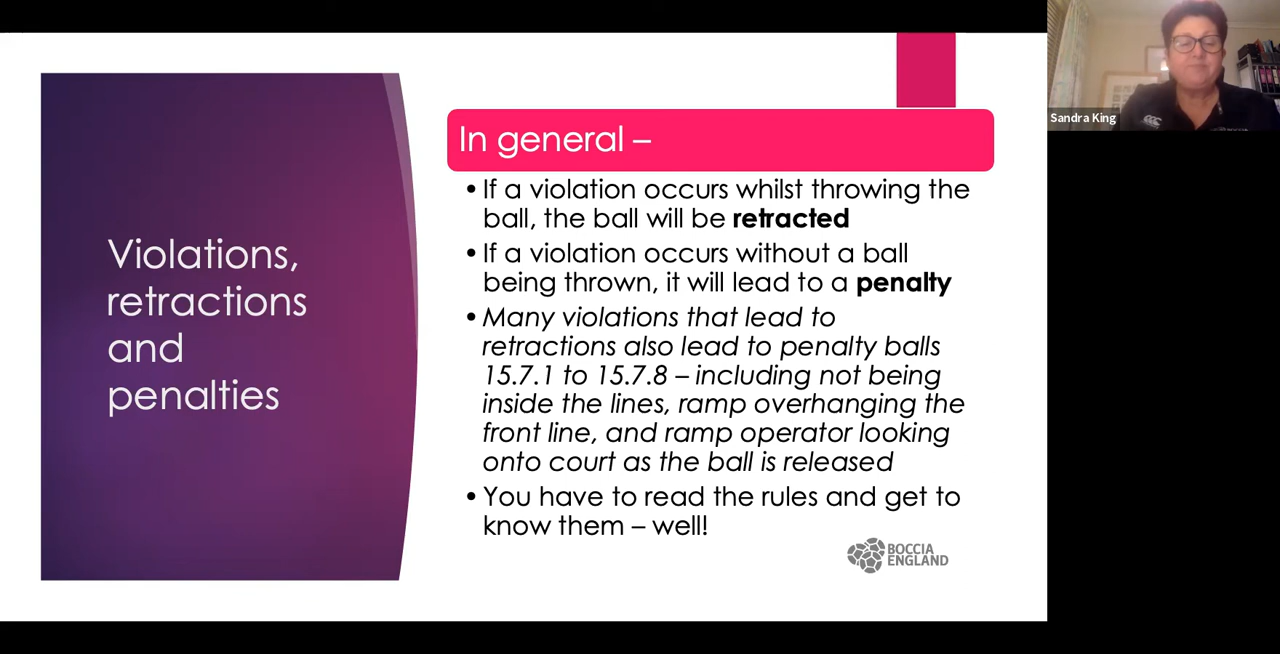 Violations,
retractions
and
penalties
In general –
• If a violation occurs whilst throwing the
ball, the ball will be retracted
• If a violation occurs without a ball
being thrown, it will lead to a penalty
• Many violations that lead to
retractions also lead to penalty balls
15.7.1 to 15.7.8 – including not being
inside the lines, ramp overhanging the
front line, and ramp operator looking
onto court as the ball is released
• You have to read the rules and get to
know them – well!
BOCCIA
ENGLAND
Sandra King
BOCCIA